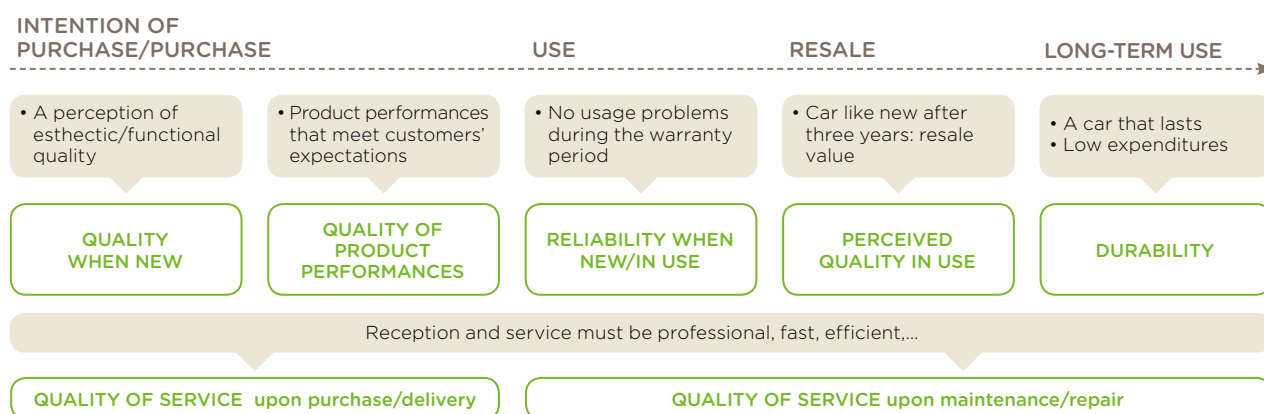 INTENTION OF
PURCHASE/PURCHASE
USE
RESALE
LONG-TERM USE
• A perception of
esthectic/functional
quality
• Product performances
that meet customers’
expectations
• No usage problems
during the warranty
period
• Car like new after
three years: resale
value
• A car that lasts
• Low expenditures
QUALITY
WHEN NEW
QUALITY OF
PRODUCT
PERFORMANCES
RELIABILITY WHEN
NEW/IN USE
PERCEIVED
QUALITY IN USE
DURABILITY
Reception and service must be professional, fast, efficient,...
QUALITY OF SERVICE upon purchase/delivery
QUALITY OF SERVICE upon maintenance/repair